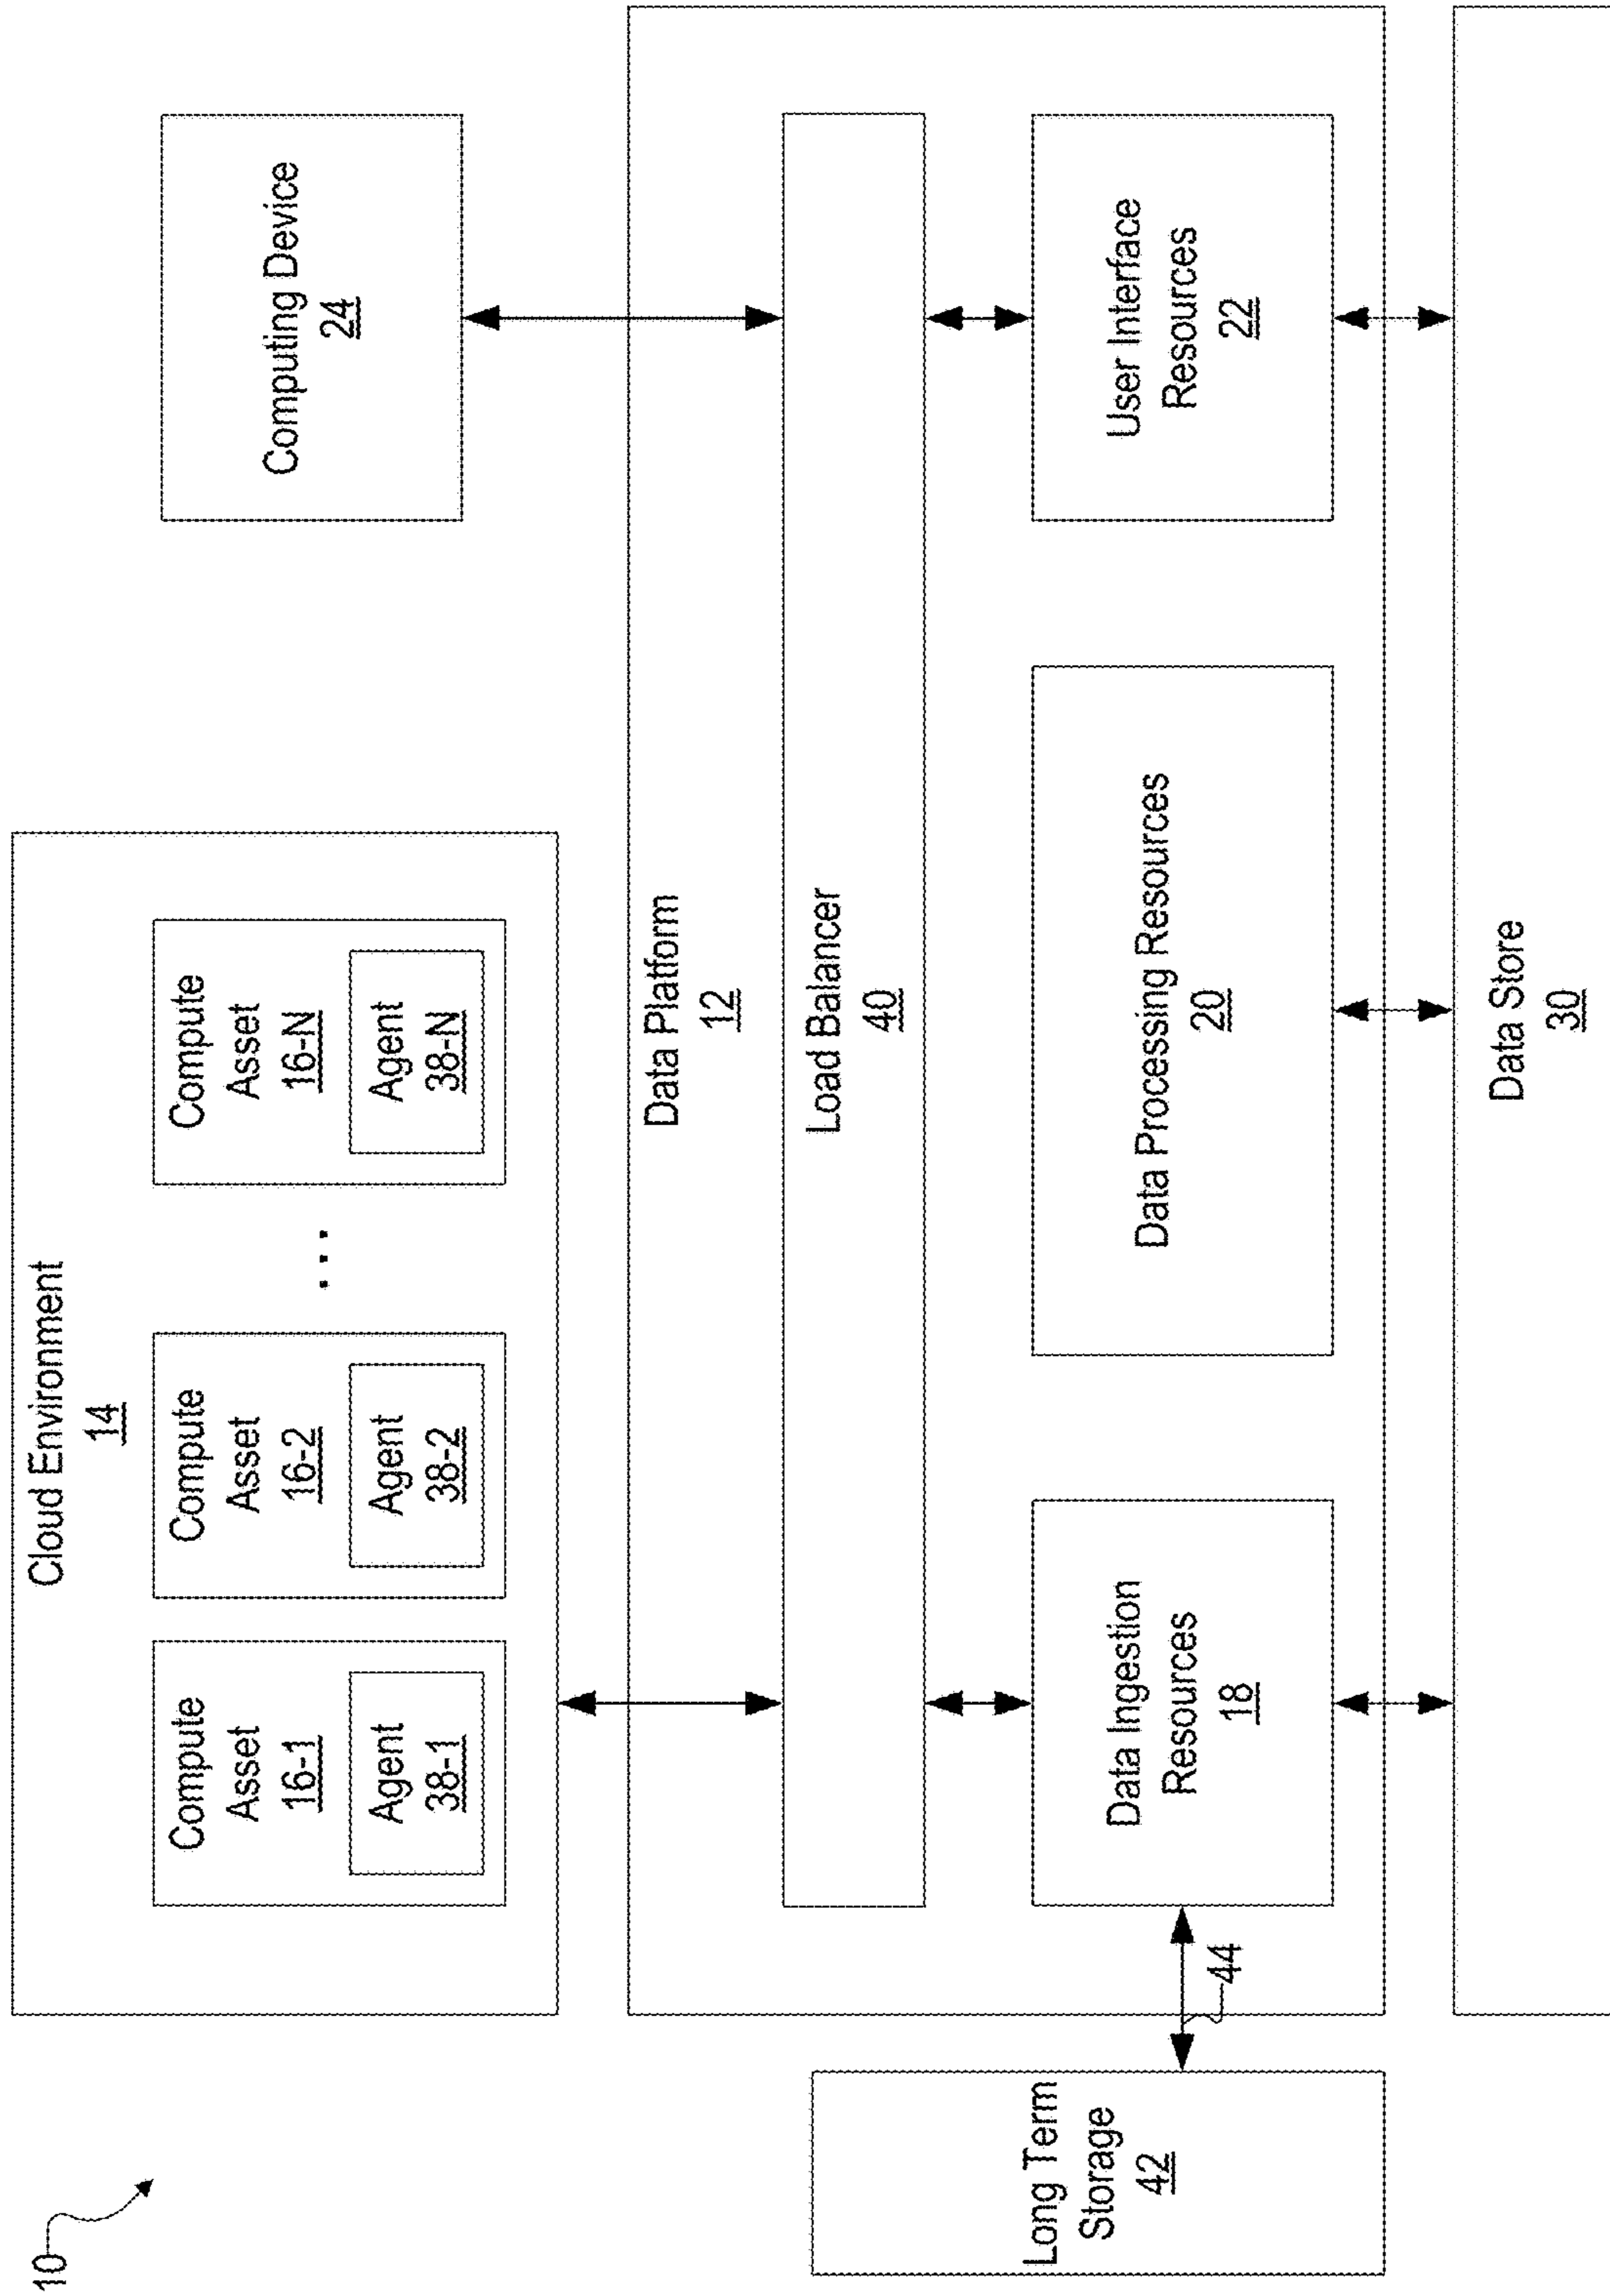 10
Cloud Environment
14
Compute
Asset
16-1
Agent
38-1
Compute
Asset
16-2
Agent
38-2
...
Compute
Asset
16-N
Agent
38-N
Computing Device
24
Data Platform
12
Load Balancer
40
Long Term
Storage
42
44
Data Ingestion
Resources
18
Data Processing Resources
20
User Interface
Resources
22
Data Store
30